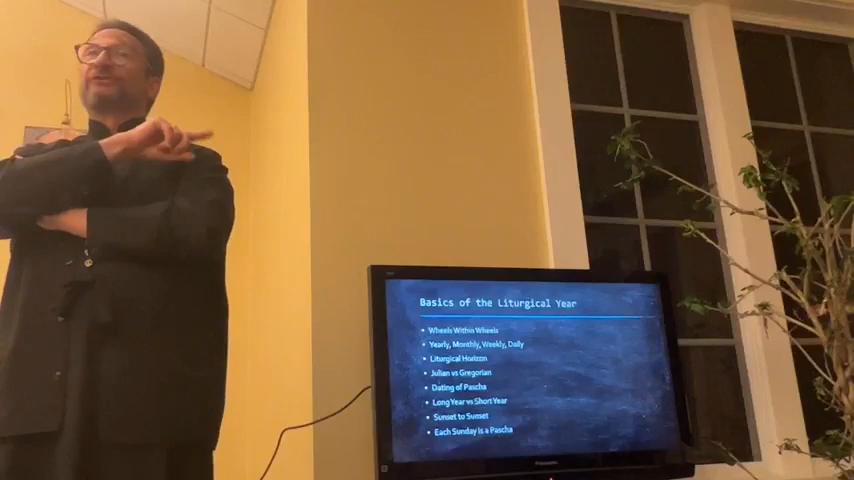 Basics of the Liturgical Year
• Wheels Within Wheels
• Yearly, Monthly, Weekly, Daily
• Liturgical Horizon
• Julian vs Gregorian
• Dating of Pascha
• Long Year vs Short Year
• Sunset to Sunset
• Each Sunday is a Pascha
Panasonic